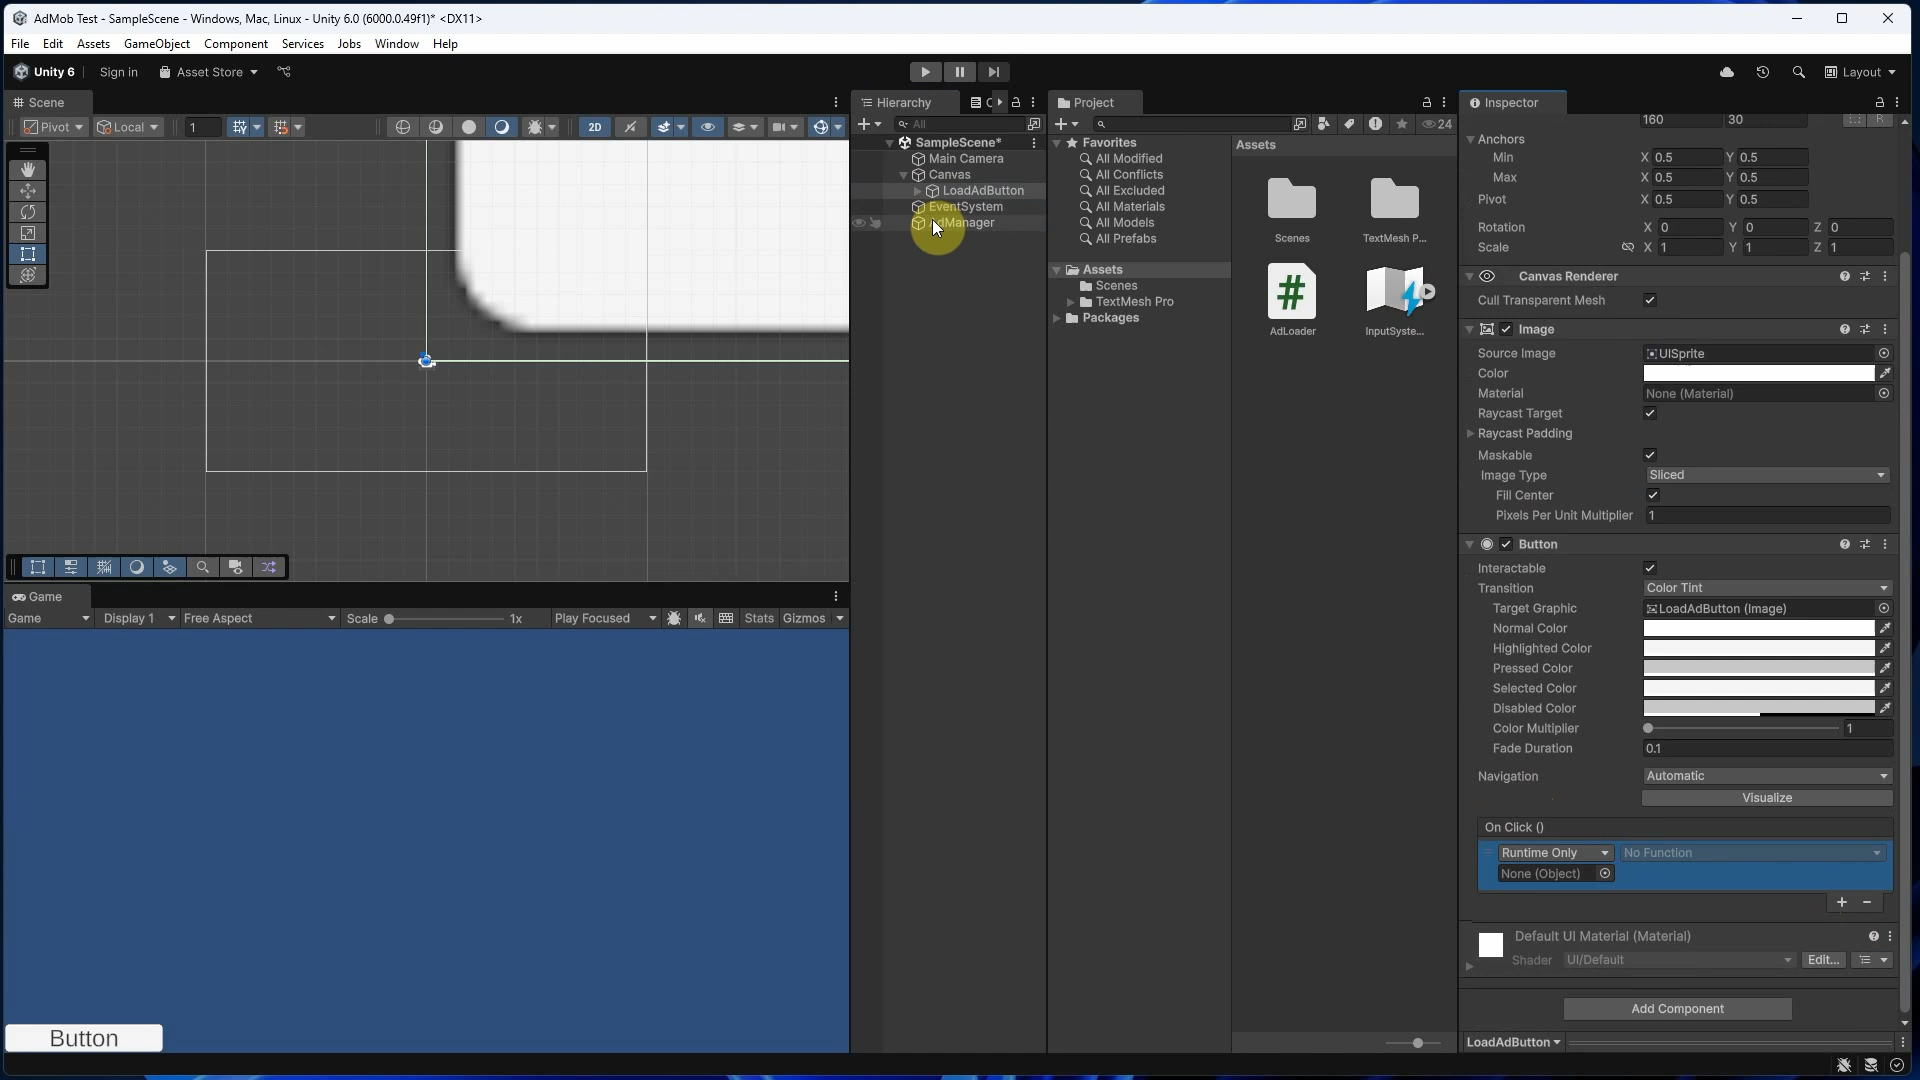 AdMob Test - SampleScene - Windows, Mac, Linux - Unity 6.0 (6000.0.49f1)* <DX11>
File Edit Assets GameObject Component Services Jobs Window Help
Unity 6 Sign in Asset Store Layout
Scene
Pivot Local 1 2D
Game
Game Display 1 Free Aspect Scale 1x Play Focused Stats Gizmos
Button
Hierarchy
All
SampleScene*
Main Camera
Canvas
LoadAdButton
EventSystem
AdManager
Project
24
Favorites
All Modified
All Conflicts
All Excluded
All Materials
All Models
All Prefabs
Assets
Scenes
TextMesh Pro
Packages
Assets
Scenes
TextMesh P...
AdLoader
InputSyste...
Inspector
160 30
Anchors
Min X 0.5 Y 0.5
Max X 0.5 Y 0.5
Pivot X 0.5 Y 0.5
Rotation X 0 Y 0 Z 0
Scale X 1 Y 1 Z 1
Canvas Renderer
Cull Transparent Mesh
Image
Source Image UISprite
Color
Material None (Material)
Raycast Target
Raycast Padding
Maskable
Image Type Sliced
Fill Center
Pixels Per Unit Multiplier 1
Button
Interactable
Transition Color Tint
Target Graphic LoadAdButton (Image)
Normal Color
Highlighted Color
Pressed Color
Selected Color
Disabled Color
Color Multiplier 1
Fade Duration 0.1
Navigation Automatic
Visualize
On Click ()
Runtime Only No Function
None (Object)
Default UI Material (Material)
Shader UI/Default Edit...
Add Component
LoadAdButton